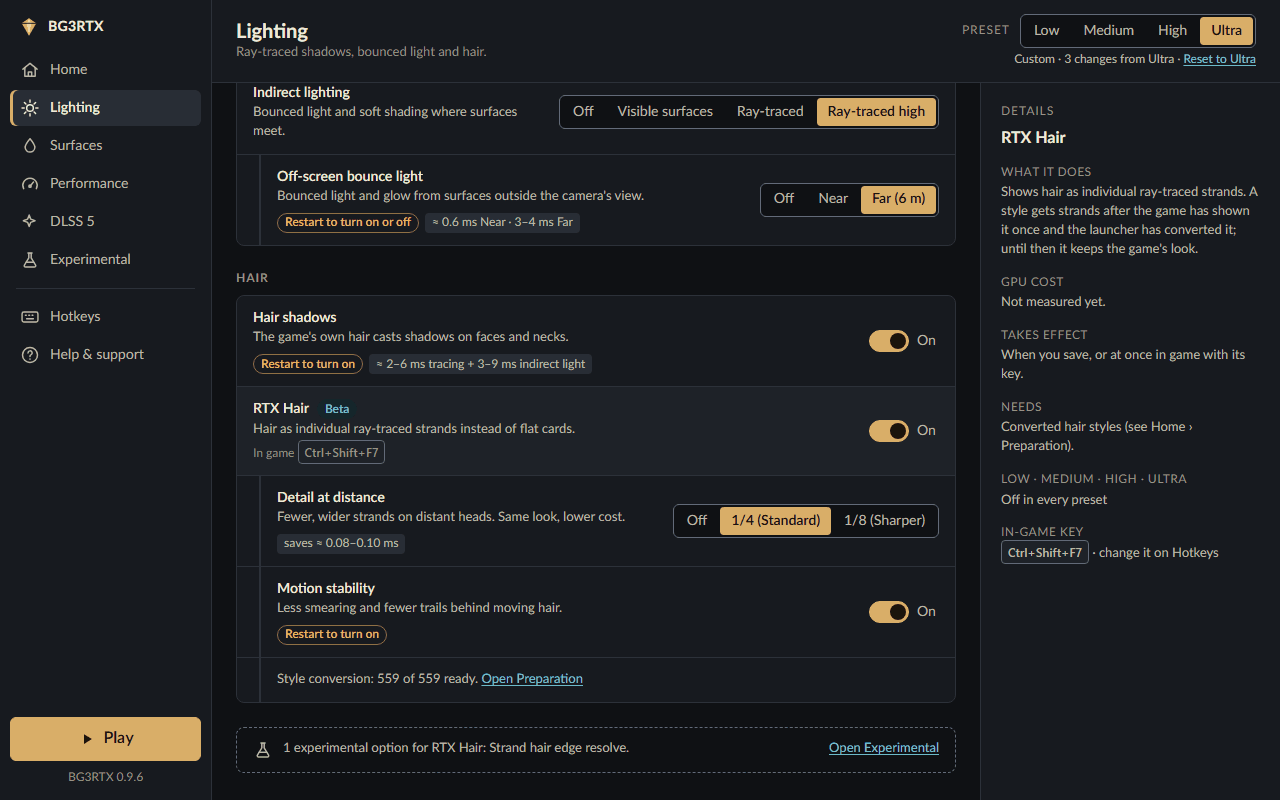 BG3RTX
Home
Lighting
Surfaces
Performance
DLSS 5
Experimental
Hotkeys
Help & support
Play
BG3RTX 0.9.6
Lighting
Ray-traced shadows, bounced light and hair.
PRESET
Low Medium High Ultra
Custom · 3 changes from Ultra · Reset to Ultra
Indirect lighting
Bounced light and soft shading where surfaces
meet.
Off Visible surfaces Ray-traced Ray-traced high
Off-screen bounce light
Bounced light and glow from surfaces outside the camera's view.
Restart to turn on or off ≈ 0.6 ms Near · 3–4 ms Far
Off Near Far (6 m)
HAIR
Hair shadows
The game's own hair casts shadows on faces and necks.
Restart to turn on ≈ 2–6 ms tracing + 3–9 ms indirect light
On
RTX Hair Beta
Hair as individual ray-traced strands instead of flat cards.
In game Ctrl+Shift+F7
On
Detail at distance
Fewer, wider strands on distant heads. Same look, lower cost.
saves ≈ 0.08–0.10 ms
Off 1/4 (Standard) 1/8 (Sharper)
Motion stability
Less smearing and fewer trails behind moving hair.
Restart to turn on
On
Style conversion: 559 of 559 ready. Open Preparation
1 experimental option for RTX Hair: Strand hair edge resolve.
Open Experimental
DETAILS
RTX Hair
WHAT IT DOES
Shows hair as individual ray-traced strands. A
style gets strands after the game has shown
it once and the launcher has converted it;
until then it keeps the game's look.
GPU COST
Not measured yet.
TAKES EFFECT
When you save, or at once in game with its
key.
NEEDS
Converted hair styles (see Home ›
Preparation).
LOW · MEDIUM · HIGH · ULTRA
Off in every preset
IN-GAME KEY
Ctrl+Shift+F7 · change it on Hotkeys